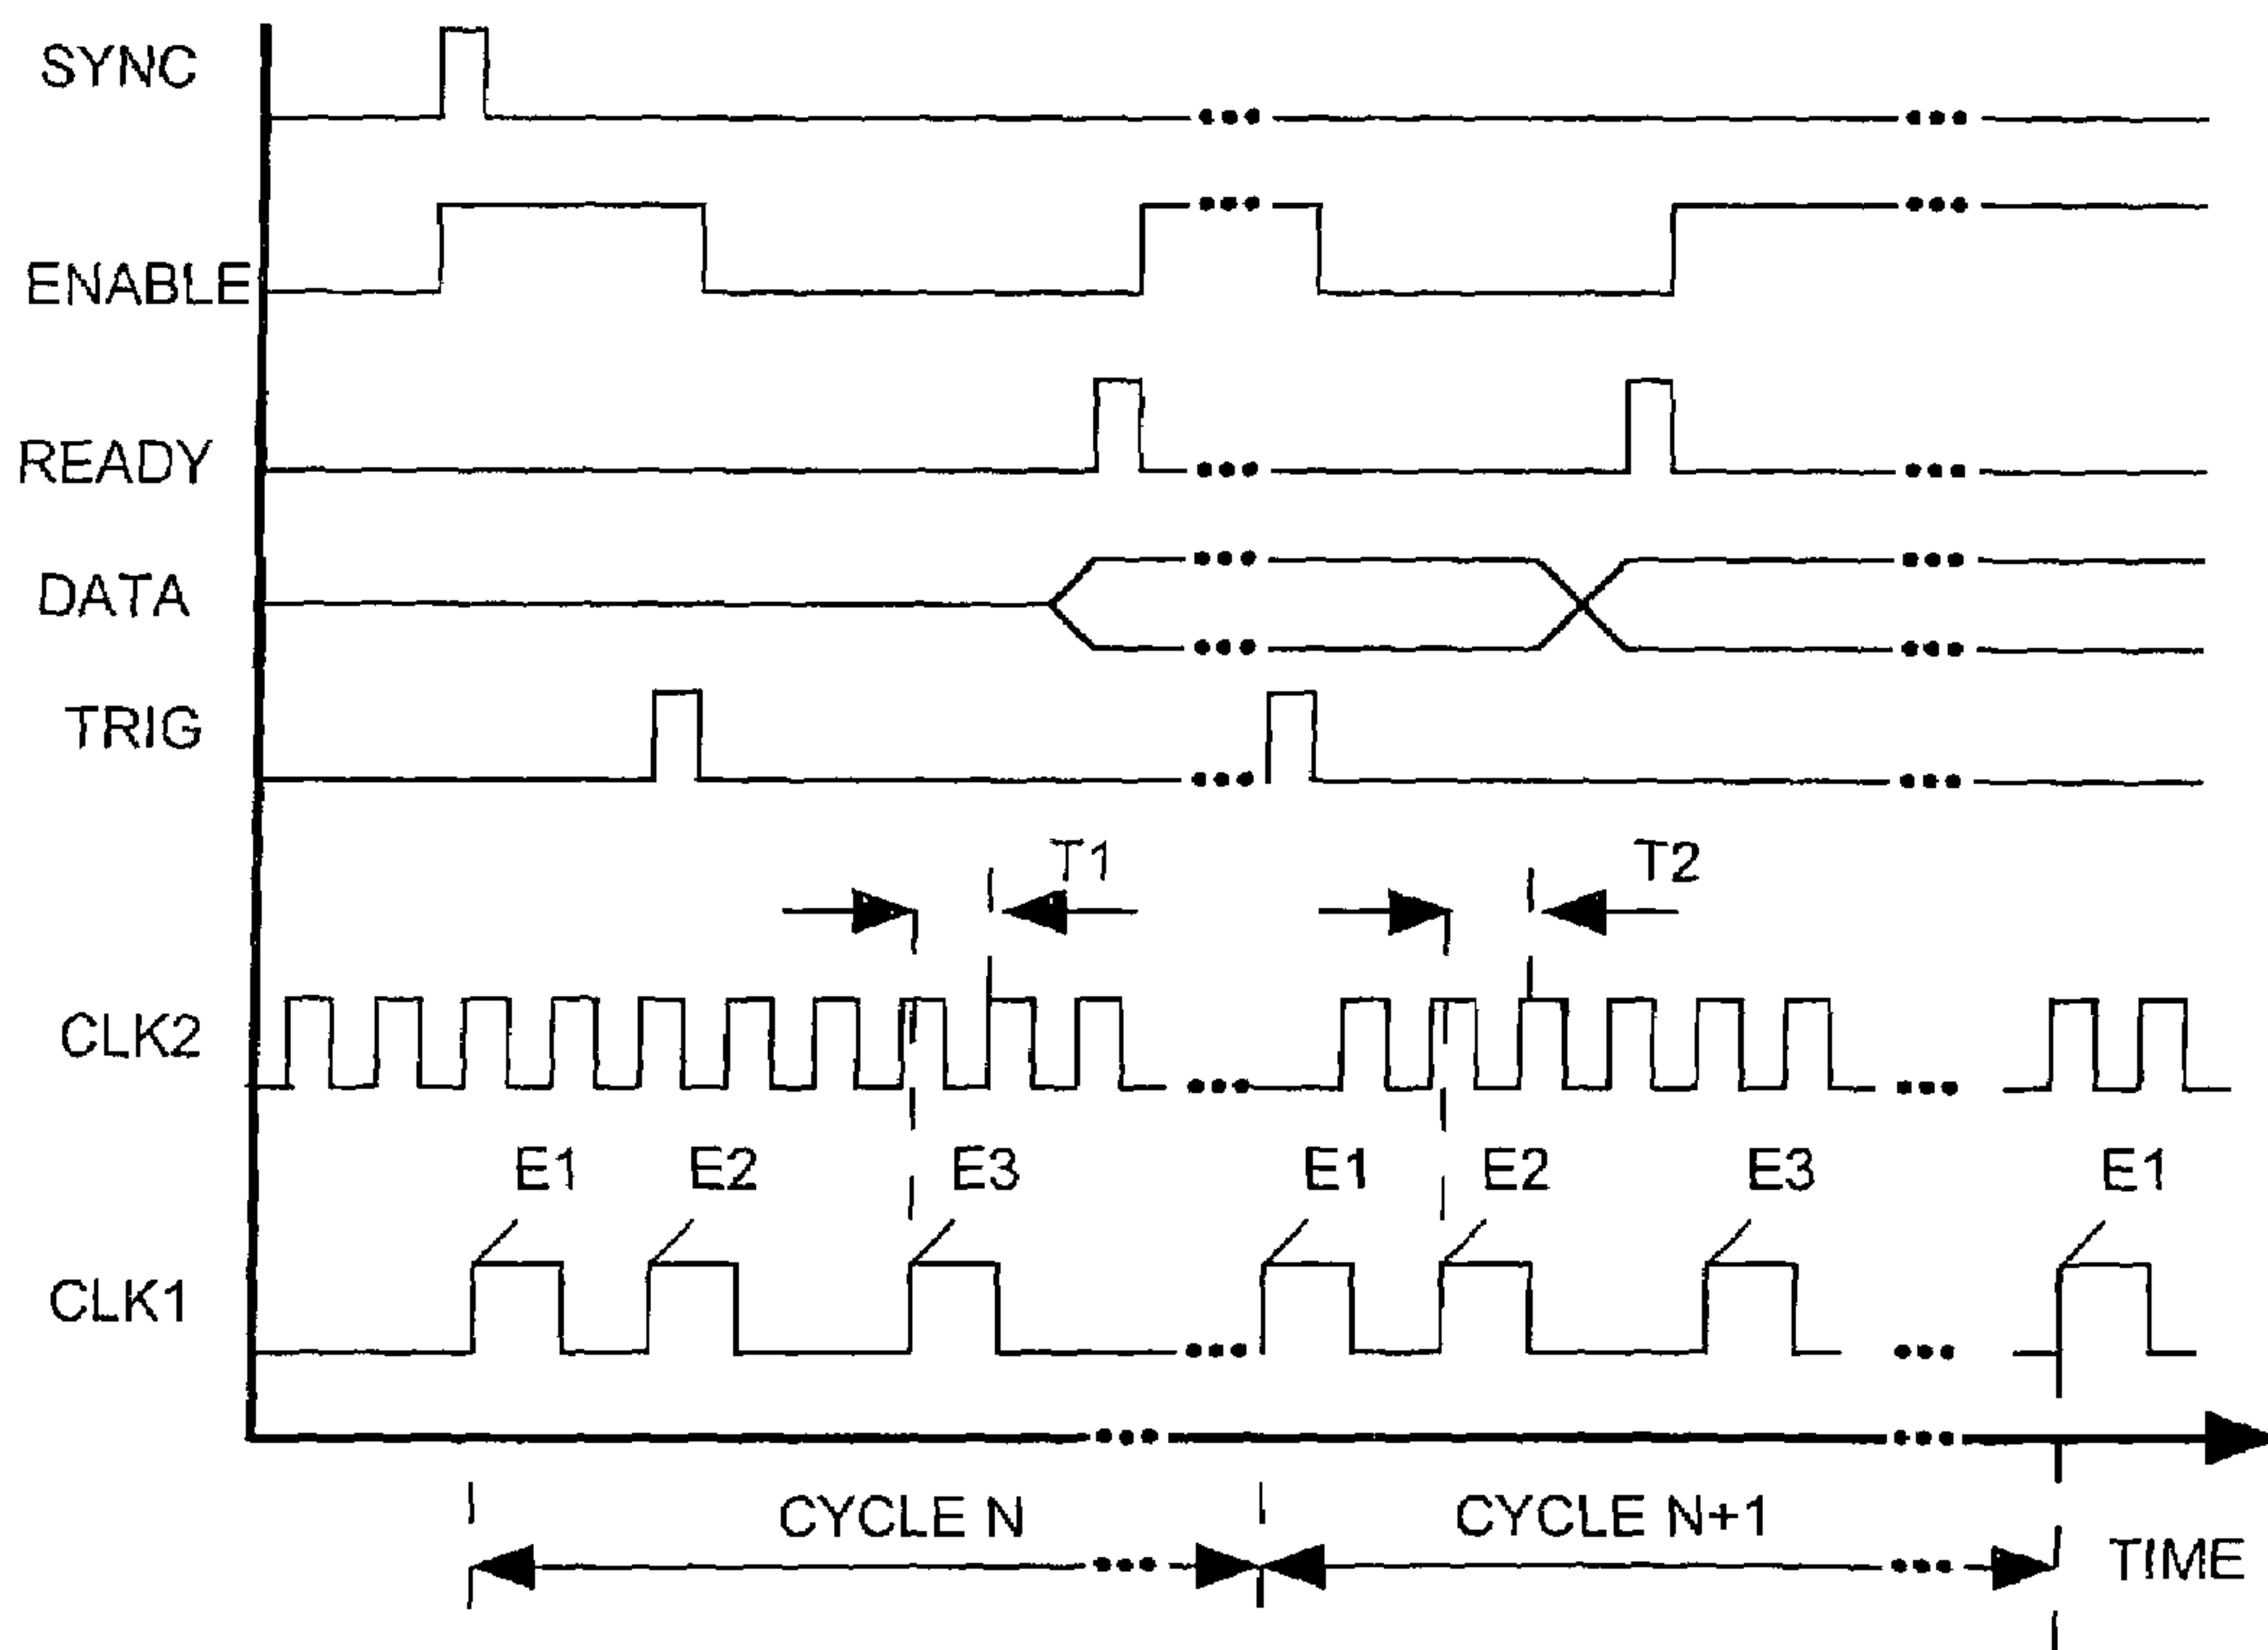 SYNC
ENABLE
READY
DATA
TRIG
T1 T2
CLK2
E1 E2 E3 E1 E2 E3 E1
CLK1
CYCLE N CYCLE N+1
TIME